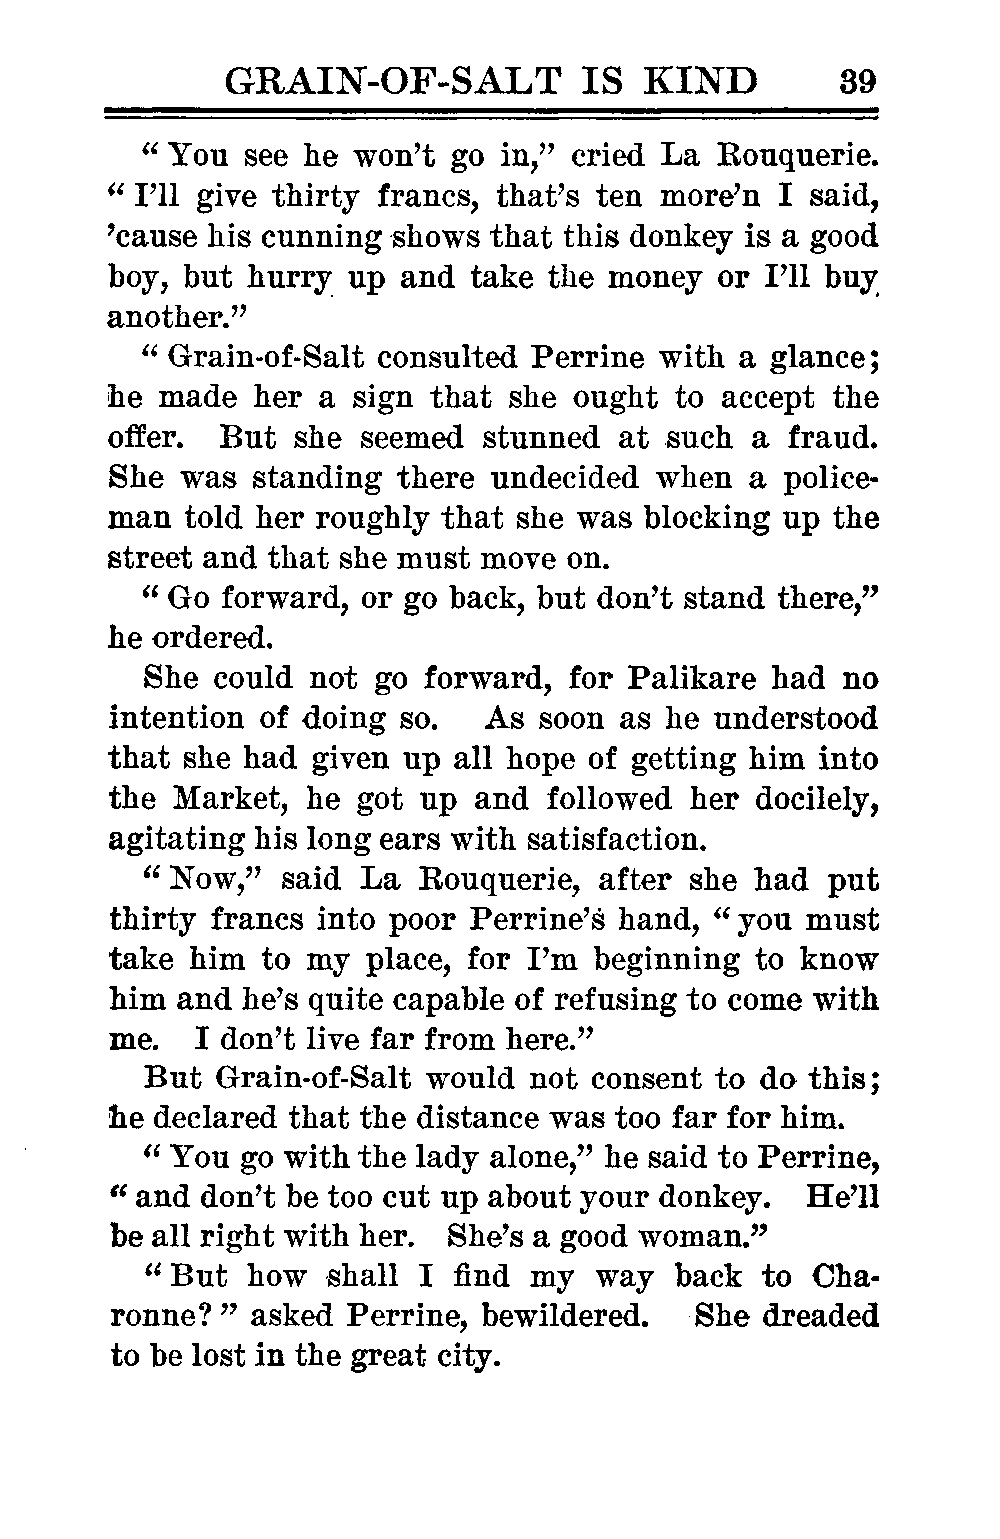 GRAIN-OF-SALT IS KIND 39
“ You see he won’t go in,” cried La Rouquerie.
“ I’ll give thirty francs, that’s ten more’n I said,
’cause his cunning shows that this donkey is a good
boy, but hurry up and take the money or I’ll buy
another.”
“ Grain-of-Salt consulted Perrine with a glance;
he made her a sign that she ought to accept the
offer. But she seemed stunned at such a fraud.
She was standing there undecided when a police-
man told her roughly that she was blocking up the
street and that she must move on.
“ Go forward, or go back, but don’t stand there,”
he ordered.
She could not go forward, for Palikare had no
intention of doing so. As soon as he understood
that she had given up all hope of getting him into
the Market, he got up and followed her docilely,
agitating his long ears with satisfaction.
“ Now,” said La Rouquerie, after she had put
thirty francs into poor Perrine’s hand, “ you must
take him to my place, for I’m beginning to know
him and he’s quite capable of refusing to come with
me. I don’t live far from here.”
But Grain-of-Salt would not consent to do this;
he declared that the distance was too far for him.
“ You go with the lady alone,” he said to Perrine,
“ and don’t be too cut up about your donkey. He’ll
be all right with her. She’s a good woman.”
“ But how shall I find my way back to Cha-
ronne? ” asked Perrine, bewildered. She dreaded
to be lost in the great city.